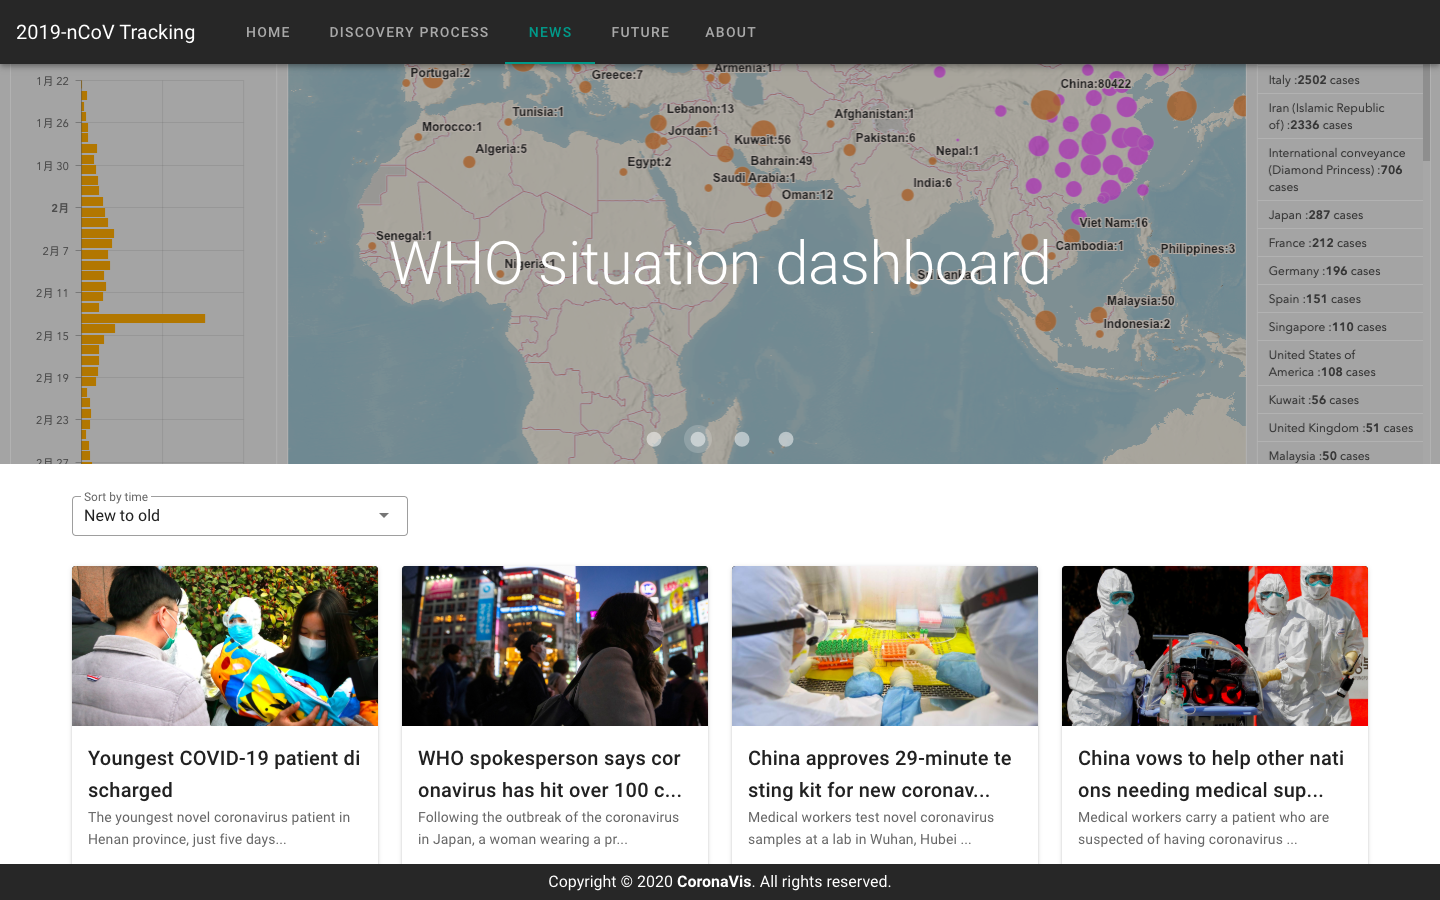 2019-nCoV Tracking
HOME
DISCOVERY PROCESS
NEWS
FUTURE
ABOUT
1月 22
1月 26
1月 30
2月
2月 7
2月 11
2月 15
2月 19
2月 23
2月 27
Portugal:2
Greece:7
Armenia:1
China:80422
Tunisia:1
Lebanon:13
Afghanistan:1
Morocco:1
Jordan:1
Kuwait:56
Pakistan:6
Algeria:5
Egypt:2
Bahrain:49
Nepal:1
Saudi Arabia:1
Oman:12
India:6
Senegal:1
Viet Nam:16
Cambodia:1
Philippines:3
Nigeria:1
Sri Lanka:1
Malaysia:50
Indonesia:2
WHO situation dashboard
Italy :2502 cases
Iran (Islamic Republic
of) :2336 cases
International conveyance
(Diamond Princess) :706
cases
Japan :287 cases
France :212 cases
Germany :196 cases
Spain :151 cases
Singapore :110 cases
United States of
America :108 cases
Kuwait :56 cases
United Kingdom :51 cases
Malaysia :50 cases
Sort by time
New to old
3M
Youngest COVID-19 patient di
scharged
The youngest novel coronavirus patient in
Henan province, just five days...
WHO spokesperson says cor
onavirus has hit over 100 c...
Following the outbreak of the coronavirus
in Japan, a woman wearing a pr...
China approves 29-minute te
sting kit for new coronav...
Medical workers test novel coronavirus
samples at a lab in Wuhan, Hubei ...
China vows to help other nati
ons needing medical sup...
Medical workers carry a patient who are
suspected of having coronavirus ...
Copyright © 2020 CoronaVis. All rights reserved.